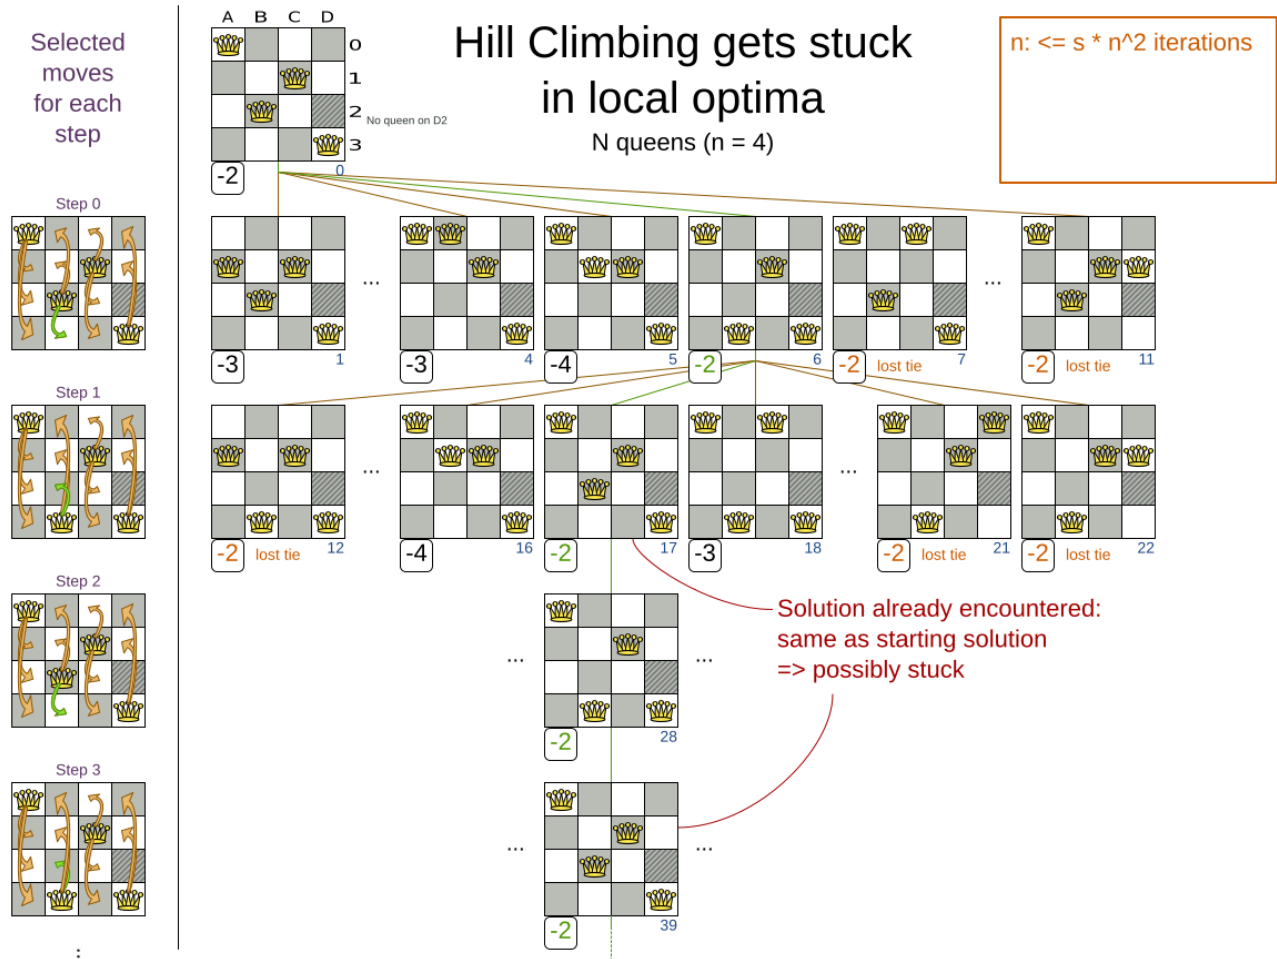 Hill Climbing gets stuck
in local optima
N queens (n = 4)
n: <= s * n^2 iterations
Selected
moves
for each
step
A B C D
0
1
2 No queen on D2
3
-2 0
Step 0
...
...
-3 1
-3 4
-4 5
-2 6
-2 lost tie 7
-2 lost tie 11
Step 1
...
...
-2 lost tie 12
-4 16
-2 17
-3 18
-2 lost tie 21
-2 lost tie 22
Step 2
Solution already encountered:
same as starting solution
=> possibly stuck
...
...
-2 28
Step 3
...
...
-2 39
: